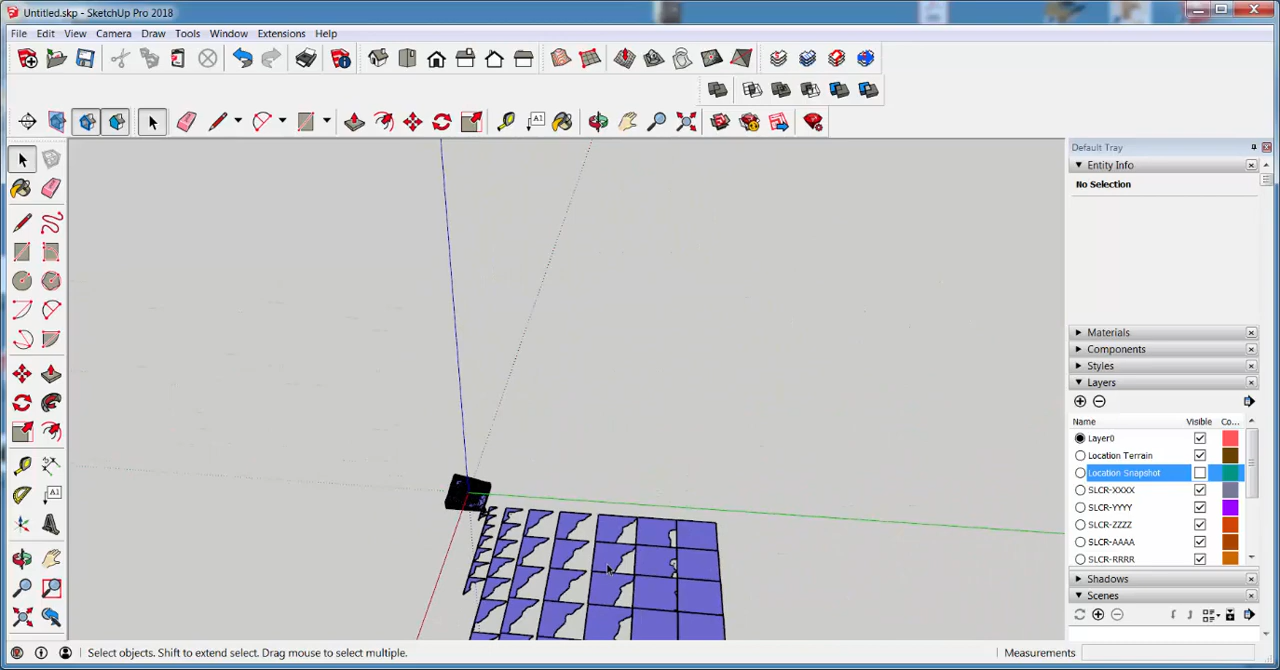 Untitled.skp - SketchUp Pro 2018
File Edit View Camera Draw Tools Window Extensions Help
A1
Default Tray
Entity Info
No Selection
A1
Materials
Components
Styles
Layers
Name Visible Co...
Layer0
Location Terrain
Location Snapshot
SLCR-XXXX
SLCR-YYYY
SLCR-ZZZZ
SLCR-AAAA
SLCR-RRRR
Shadows
Scenes
Select objects. Shift to extend select. Drag mouse to select multiple.
Measurements